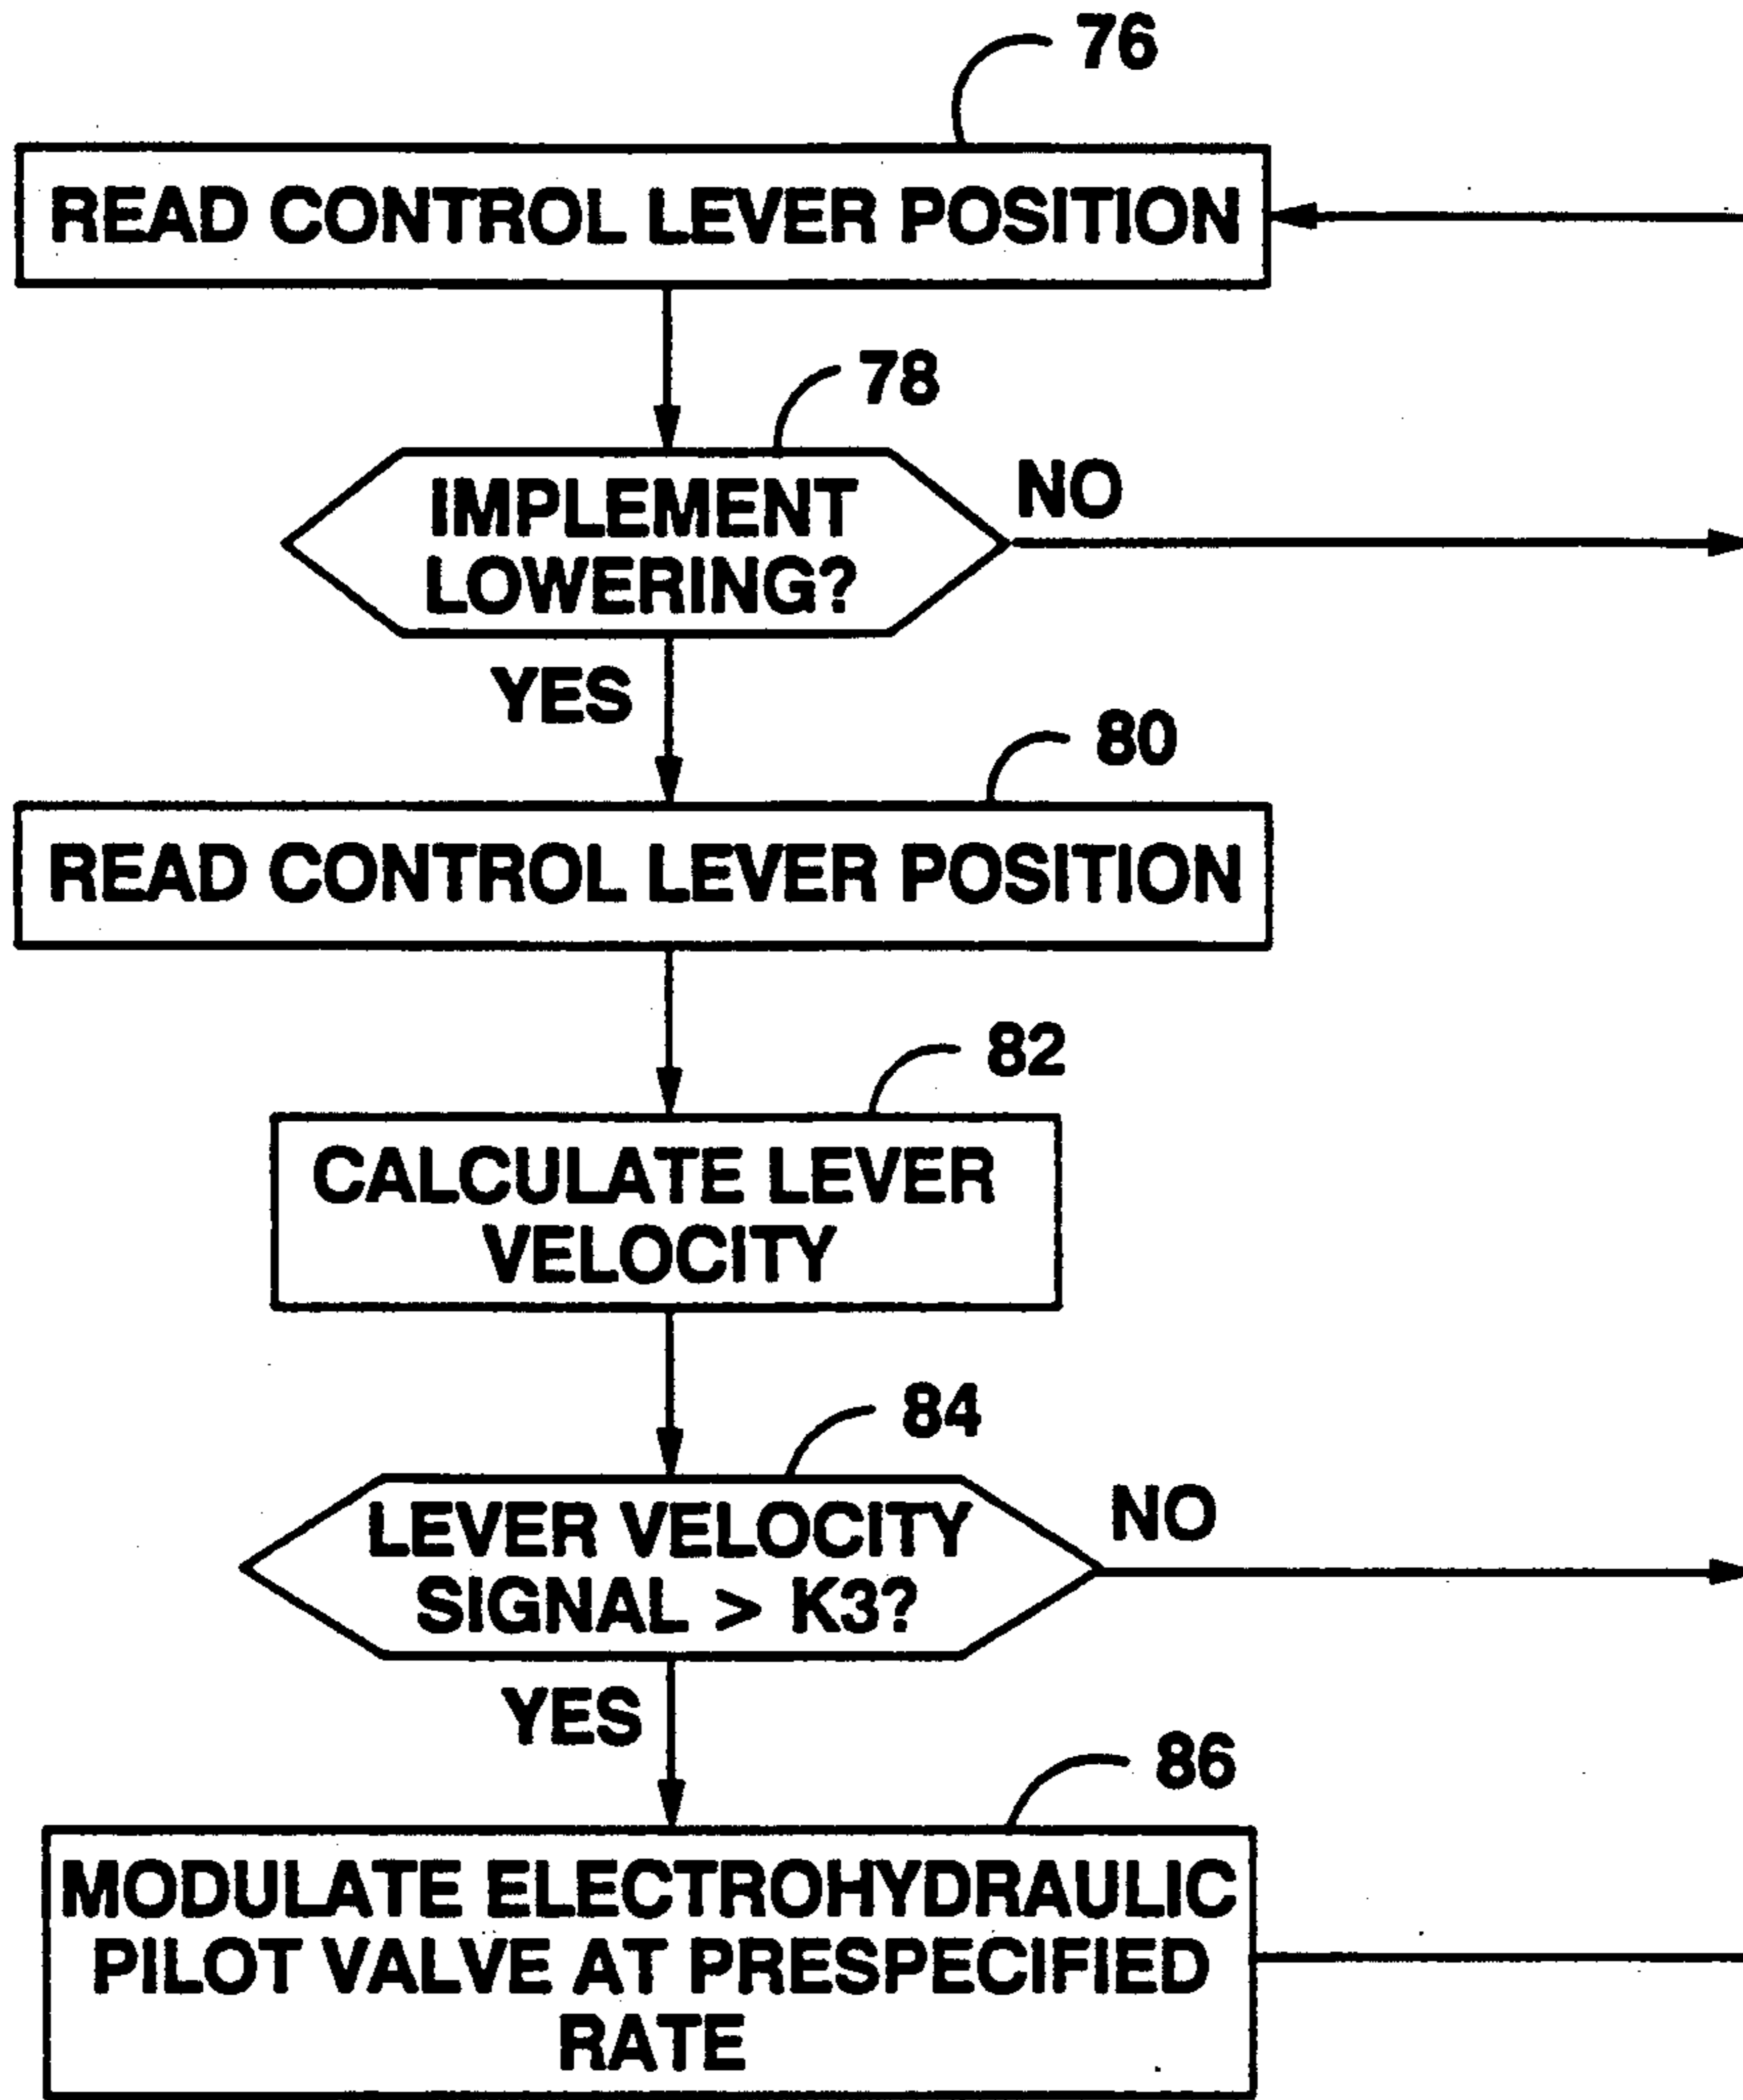 76
READ CONTROL LEVER POSITION
78
IMPLEMENT
LOWERING?
NO
YES
80
READ CONTROL LEVER POSITION
82
CALCULATE LEVER
VELOCITY
84
LEVER VELOCITY
SIGNAL > K3?
NO
YES
86
MODULATE ELECTROHYDRAULIC
PILOT VALVE AT PRESPECIFIED
RATE